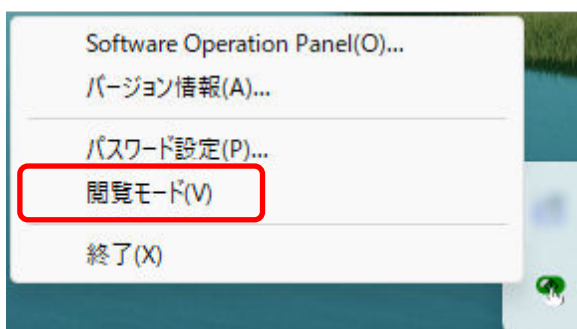 Software Operation Panel(O)...
バージョン情報(A)...
パスワード設定(P)...
閲覧モード(V)
終了(X)